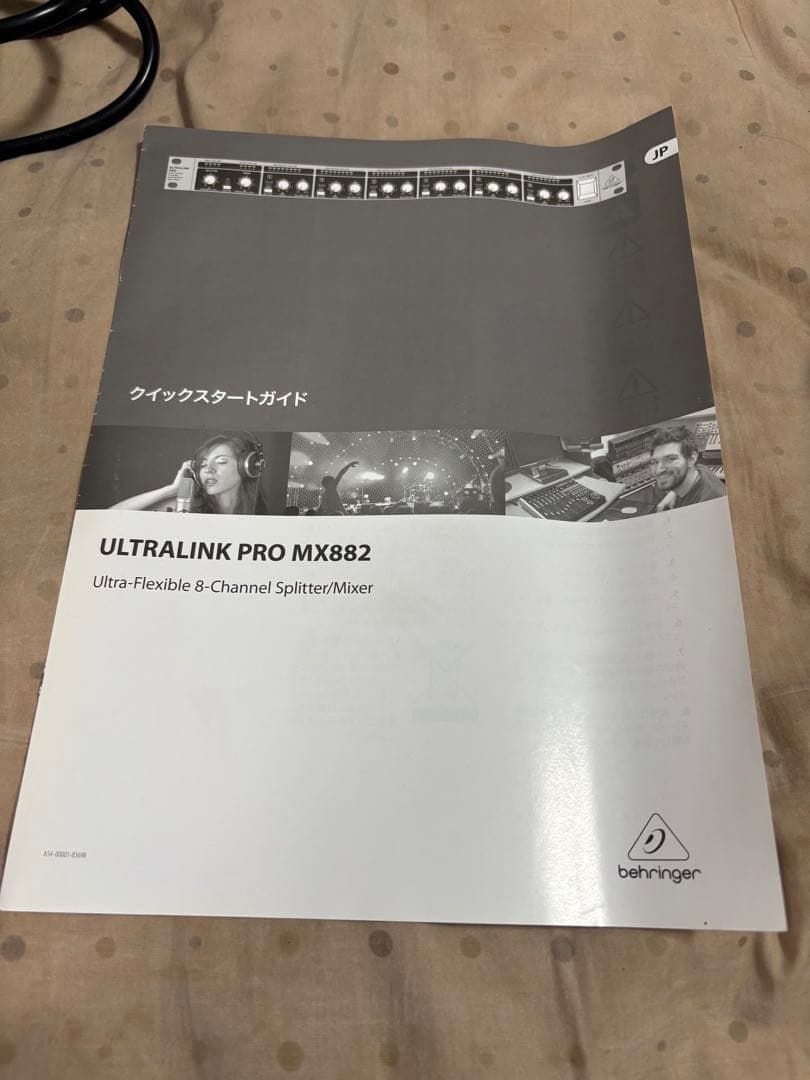 JP
クイックスタートガイド
ULTRALINK PRO MX882
Ultra-Flexible 8-Channel Splitter/Mixer
behringer